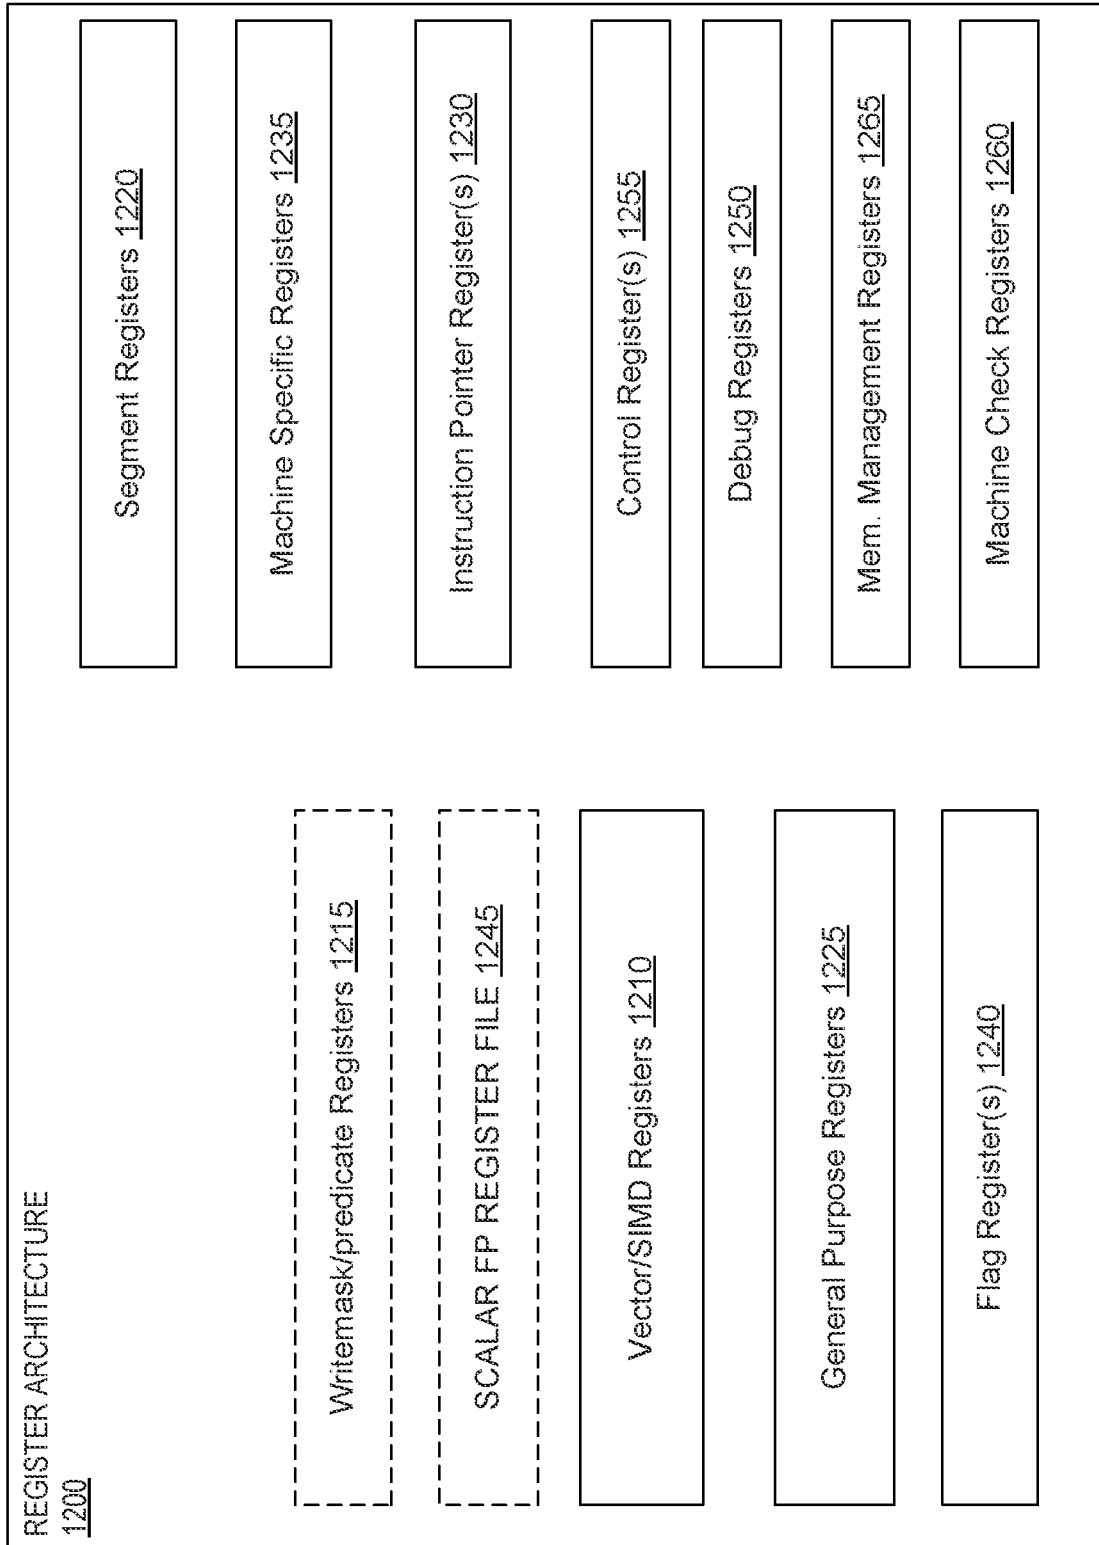 REGISTER ARCHITECTURE
1200
Writemask/predicate Registers 1215
SCALAR FP REGISTER FILE 1245
Vector/SIMD Registers 1210
General Purpose Registers 1225
Flag Register(s) 1240
Segment Registers 1220
Machine Specific Registers 1235
Instruction Pointer Register(s) 1230
Control Register(s) 1255
Debug Registers 1250
Mem. Management Registers 1265
Machine Check Registers 1260